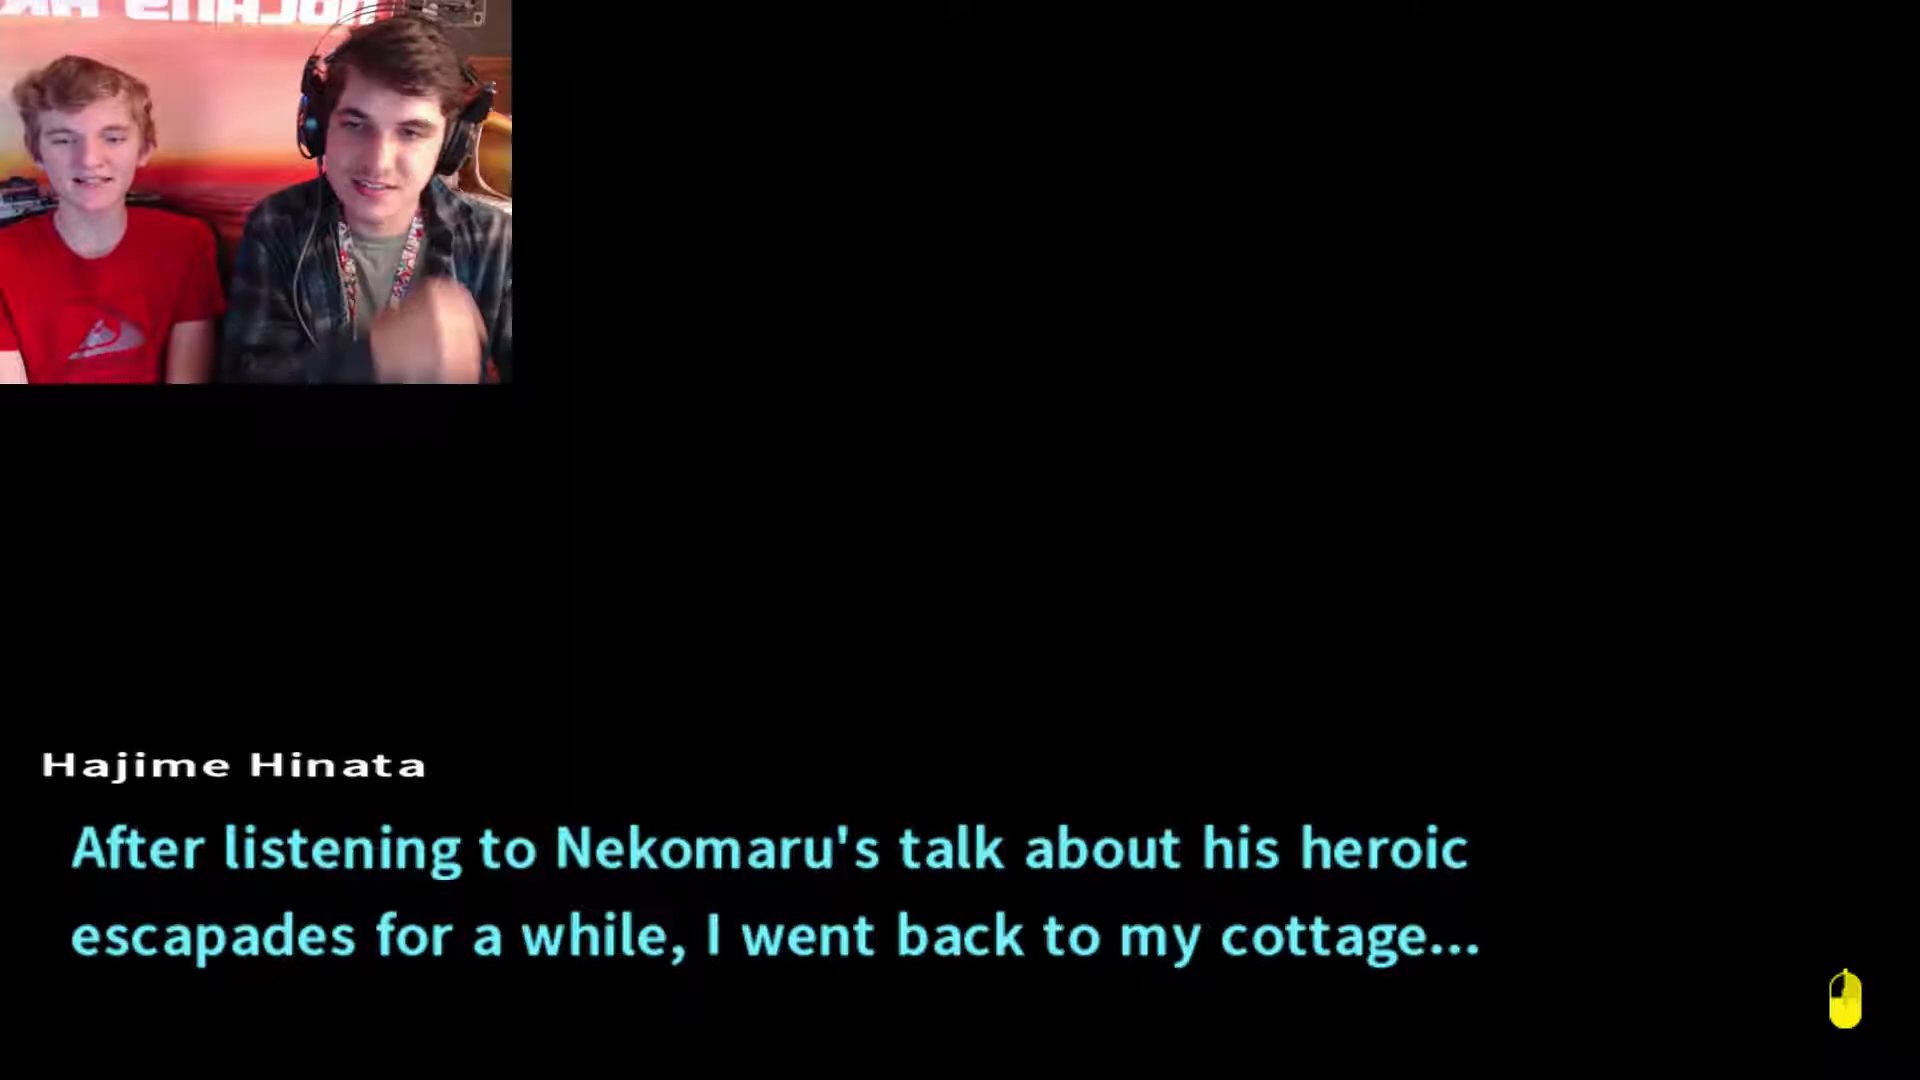 Hajime Hinata
After listening to Nekomaru's talk about his heroic
escapades for a while, I went back to my cottage...